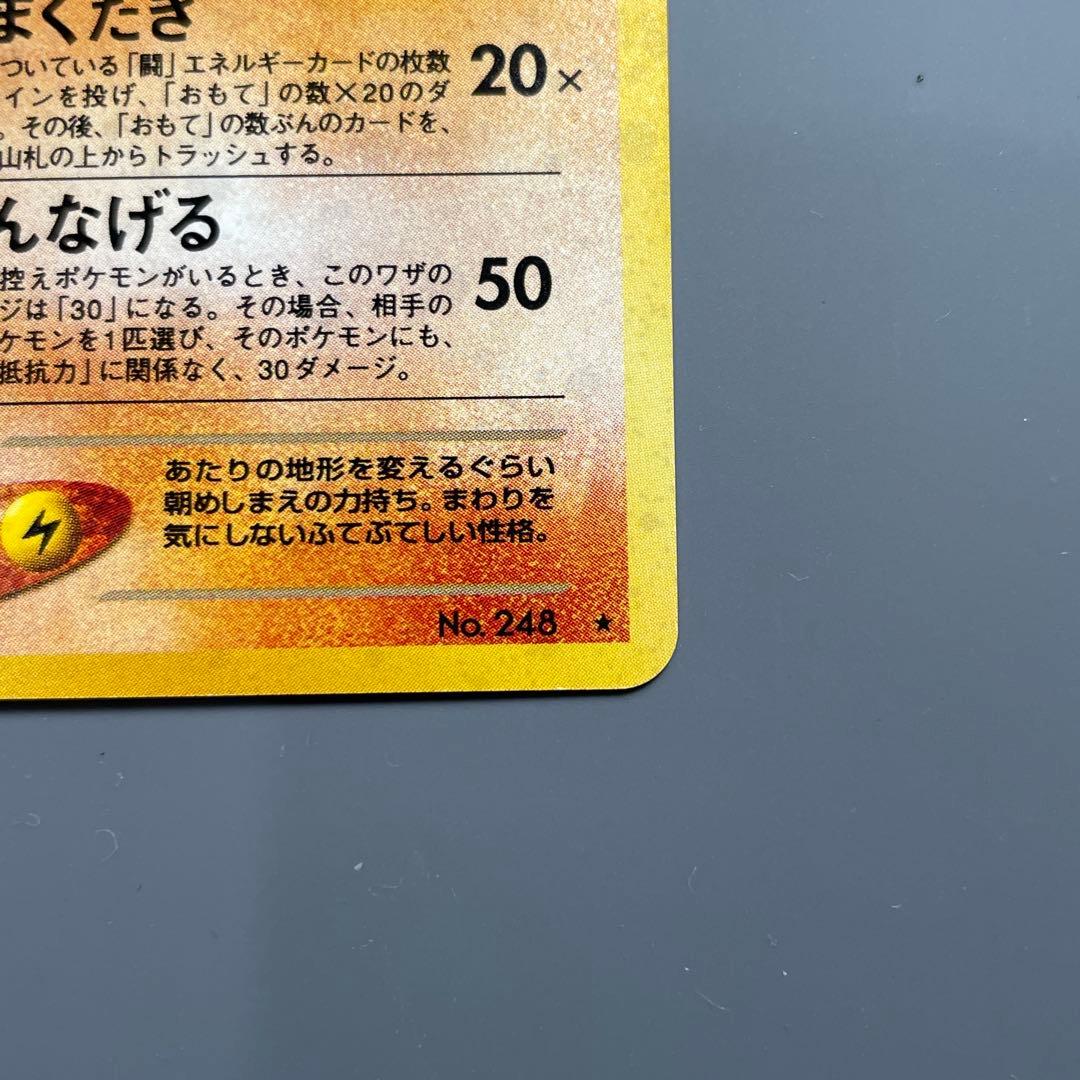 まくだき
ついている「闘」エネルギーカードの枚数
インを投げ、「おもて」の数×20のダ
。その後、「おもて」の数ぶんのカードを、
山札の上からトラッシュする。
20×
んなげる
控えポケモンがいるとき、このワザの
ジは「30」になる。その場合、相手の
ケモンを1匹選び、そのポケモンにも、
抵抗力」に関係なく、30ダメージ。
50
あたりの地形を変えるぐらい
朝めしまえの力持ち。まわりを
気にしないふてぶてしい性格。
No. 248 ★